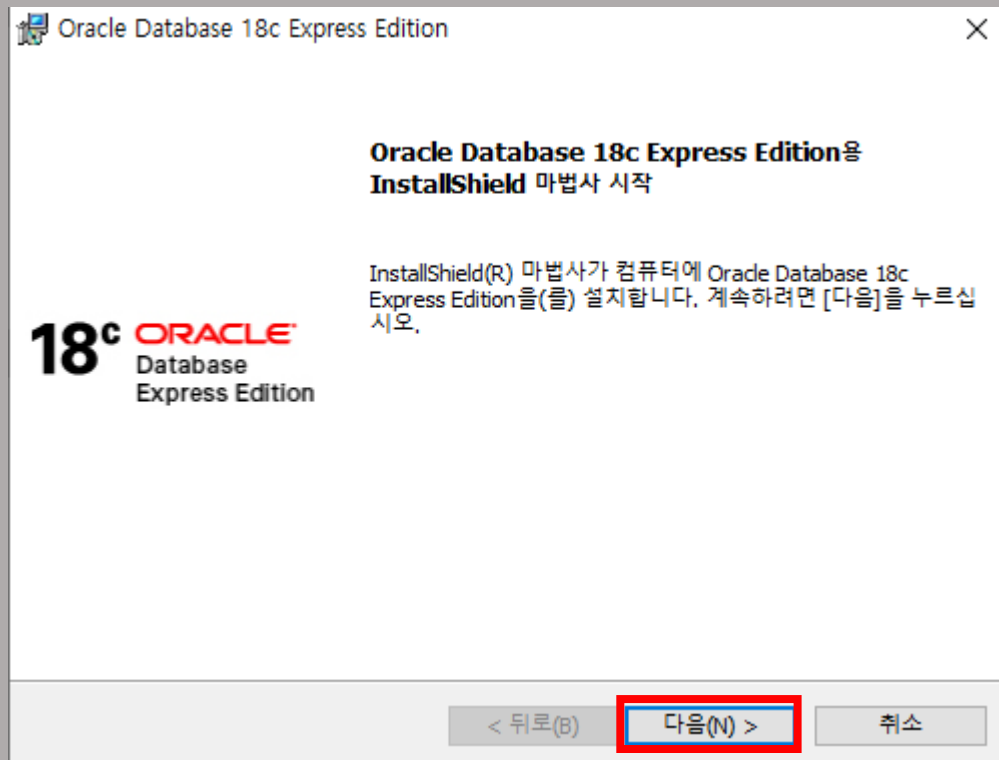 Oracle Database 18c Express Edition
Oracle Database 18c Express Edition용
InstallShield 마법사 시작
InstallShield(R) 마법사가 컴퓨터에 Oracle Database 18c
Express Edition을(를) 설치합니다. 계속하려면 [다음]을 누르십
시오.
18c ORACLE
Database
Express Edition
< 뒤로(B)
다음(N) >
취소